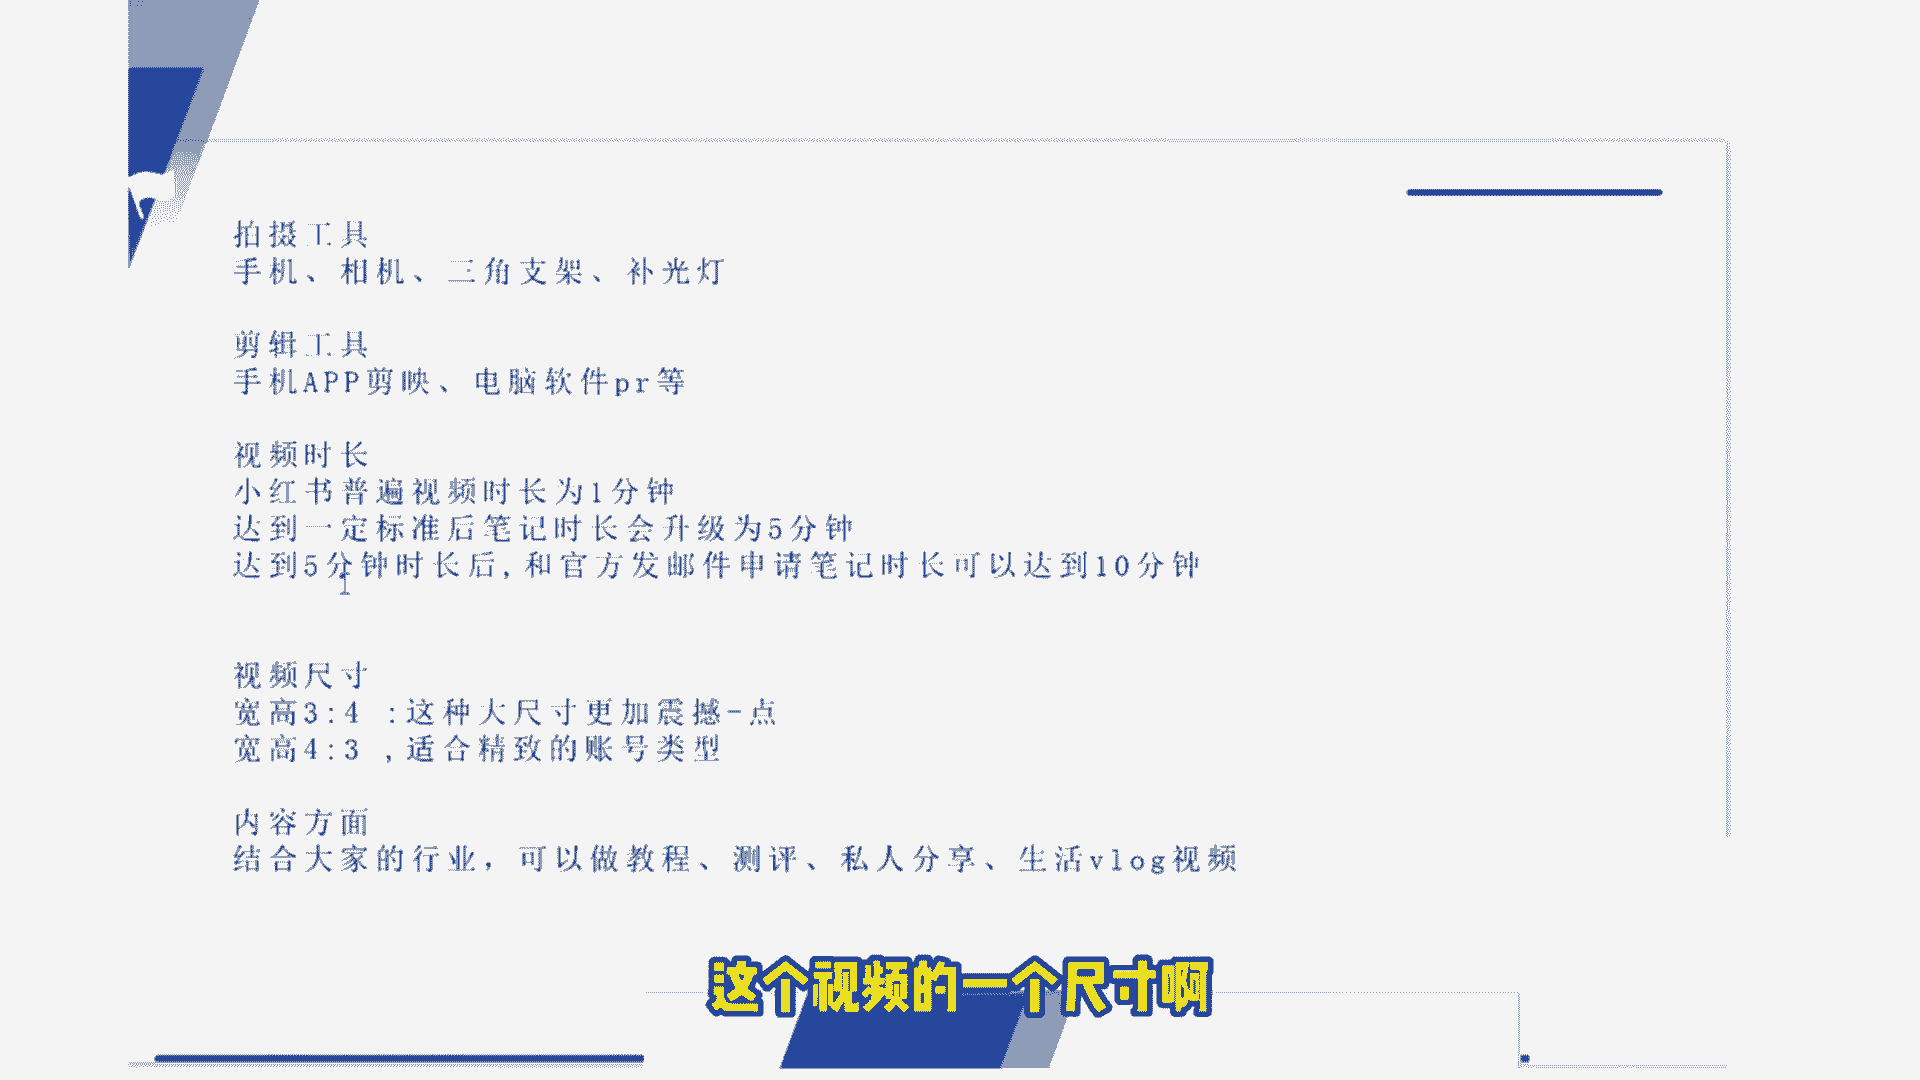 拍摄工具
手机、相机、三角支架、补光灯
剪辑工具
手机APP剪映、电脑软件pr等
视频时长
小红书普遍视频时长为1分钟
达到一定标准后笔记时长会升级为5分钟
达到5分钟时长后,和官方发邮件申请笔记时长可以达到10分钟
视频尺寸
宽高3:4 :这种大尺寸更加震撼-点
宽高4:3 ,适合精致的账号类型
内容方面
结合大家的行业，可以做教程、测评、私人分享、生活vlog视频
这个视频的一个尺寸啊